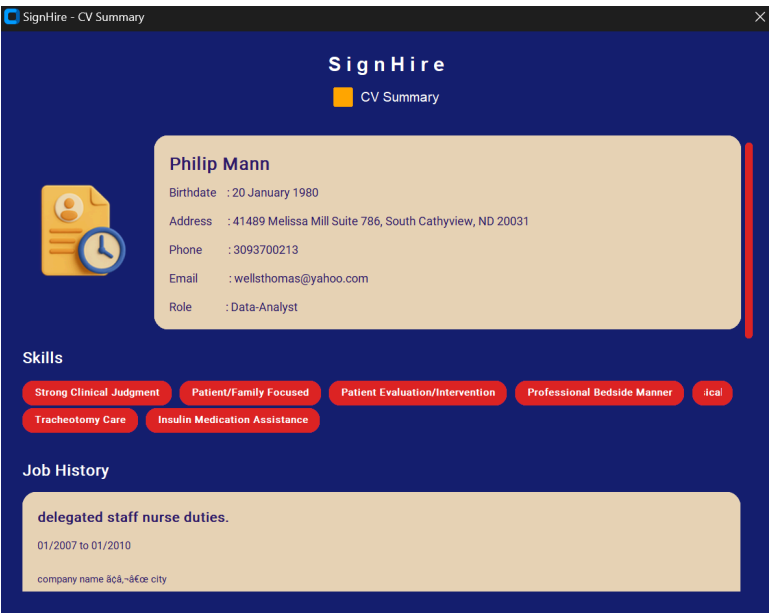 SignHire - CV Summary
SignHire
CV Summary
Philip Mann
Birthdate : 20 January 1980
Address : 41489 Melissa Mill Suite 786, South Cathyview, ND 20031
Phone : 3093700213
Email : wellsthomas@yahoo.com
Role : Data-Analyst
Skills
Strong Clinical Judgment Patient/Family Focused Patient Evaluation/Intervention Professional Bedside Manner
Tracheotomy Care Insulin Medication Assistance
Job History
delegated staff nurse duties.
01/2007 to 01/2010
company name ã¢â‚¬â€œ city